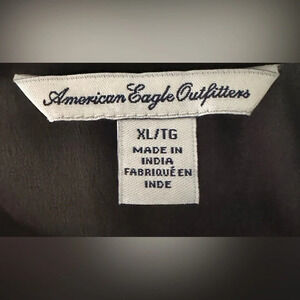 American Eagle Outfitters
XL/TG
MADE IN
INDIA
FABRIQUÉ EN
INDE